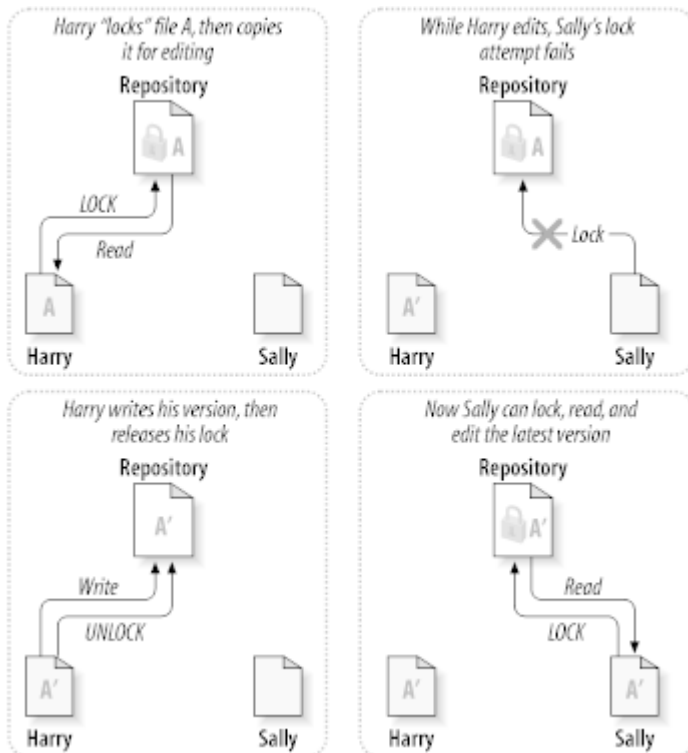 Harry “locks” file A, then copies
it for editing
Repository
A
LOCK
Read
A
Harry
Sally
While Harry edits, Sally’s lock
attempt fails
Repository
A
Lock
A’
Harry
Sally
Harry writes his version, then
releases his lock
Repository
A’
Write
UNLOCK
A’
Harry
Sally
Now Sally can lock, read, and
edit the latest version
Repository
A’
Read
LOCK
A’
Harry
A’
Sally